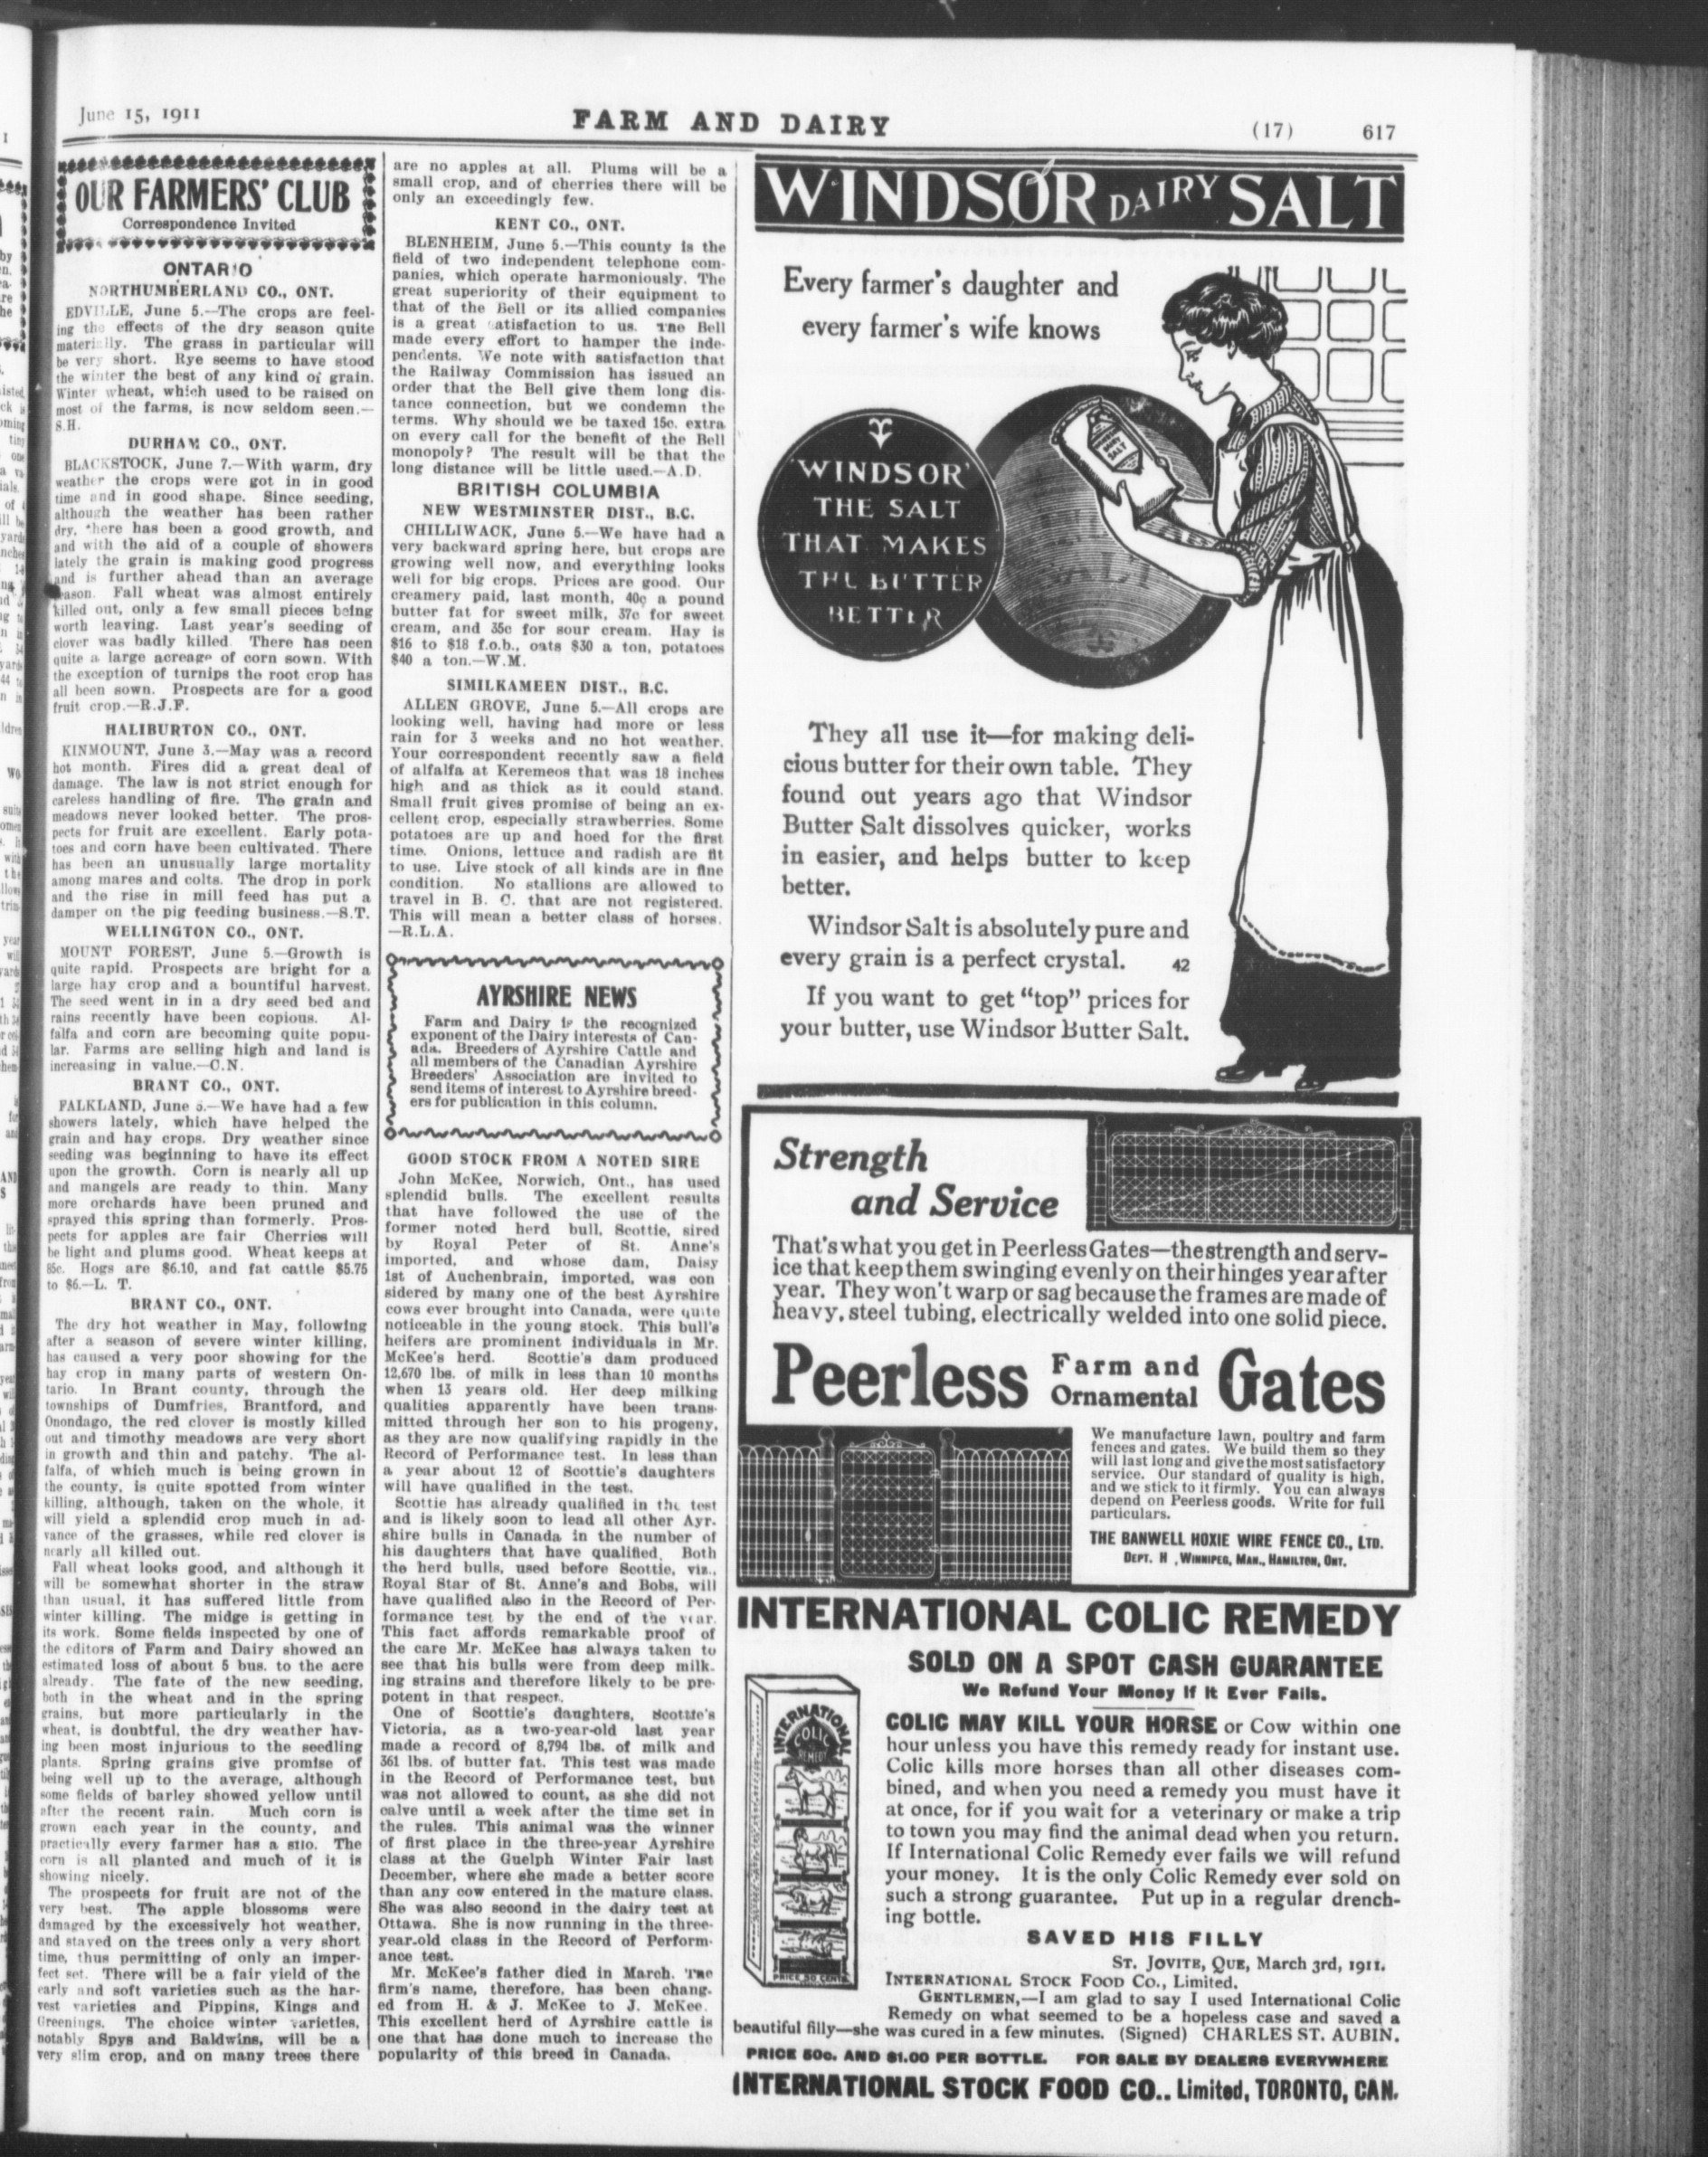 June 15, 1911
FARM AND DAIRY
(17) 617
OUR FARMERS' CLUB
Correspondence Invited
ONTARIO
NORTHUMBERLAND CO., ONT.
EDVILLE, June 5.—The crops are feel-
ing the effects of the dry season quite
materially. The grass in particular will
be very short. Rye seems to have stood
the winter the best of any kind of grain.
Winter wheat, which used to be raised on
most of the farms, is now seldom seen.—
S.H.
DURHAM CO., ONT.
BLACKSTOCK, June 7.—With warm, dry
weather the crops were got in in good
time and in good shape. Since seeding,
although the weather has been rather
dry, there has been a good growth, and
and with the aid of a couple of showers
lately the grain is making good progress
and is further ahead than an average
season. Fall wheat was almost entirely
killed out, only a few small pieces being
worth leaving. Last year's seeding of
clover was badly killed. There has been
quite a large acreage of corn sown. With
the exception of turnips the root crop has
all been sown. Prospects are for a good
fruit crop.—R.J.F.
HALIBURTON CO., ONT.
KINMOUNT, June 3.—May was a record
hot month. Fires did a great deal of
damage. The law is not strict enough for
careless handling of fire. The grain and
meadows never looked better. The pros-
pects for fruit are excellent. Early pota-
toes and corn have been cultivated. There
has been an unusually large mortality
among mares and colts. The drop in pork
and the rise in mill feed has put a
damper on the pig feeding business.—S.T.
WELLINGTON CO., ONT.
MOUNT FOREST, June 5.—Growth is
quite rapid. Prospects are bright for a
large hay crop and a bountiful harvest.
The seed went in in a dry seed bed and
rains recently have been copious. Al-
falfa and corn are becoming quite popu-
lar. Farms are selling high and land is
increasing in value.—C.N.
BRANT CO., ONT.
FALKLAND, June 5.—We have had a few
showers lately, which have helped the
grain and hay crops. Dry weather since
seeding was beginning to have its effect
upon the growth. Corn is nearly all up
and mangels are ready to thin. Many
more orchards have been pruned and
sprayed this spring than formerly. Pros-
pects for apples are fair Cherries will
be light and plums good. Wheat keeps at
85c. Hogs are $6.10, and fat cattle $5.75
to $6.—L. T.
BRANT CO., ONT.
The dry hot weather in May, following
after a season of severe winter killing,
has caused a very poor showing for the
hay crop in many parts of western On-
tario. In Brant county, through the
townships of Dumfries, Brantford, and
Onondago, the red clover is mostly killed
out and timothy meadows are very short
in growth and thin and patchy. The al-
falfa, of which much is being grown in
the county, is quite spotted from winter
killing, although, taken on the whole, it
will yield a splendid crop much in ad-
vance of the grasses, while red clover is
nearly all killed out.
Fall wheat looks good, and although it
will be somewhat shorter in the straw
than usual, it has suffered little from
winter killing. The midge is getting in
its work. Some fields inspected by one of
the editors of Farm and Dairy showed an
estimated loss of about 5 bus. to the acre
already. The fate of the new seeding,
both in the wheat and in the spring
grains, but more particularly in the
wheat, is doubtful, the dry weather hav-
ing been most injurious to the seedling
plants. Spring grains give promise of
being well up to the average, although
some fields of barley showed yellow until
after the recent rain. Much corn is
grown each year in the county, and
practically every farmer has a silo. The
corn is all planted and much of it is
showing nicely.
The prospects for fruit are not of the
very best. The apple blossoms were
damaged by the excessively hot weather,
and stayed on the trees only a very short
time, thus permitting of only an imper-
fect set. There will be a fair yield of the
early and soft varieties such as the har-
vest varieties and Pippins, Kings and
Greenings. The choice winter varieties,
notably Spys and Baldwins, will be a
very slim crop, and on many trees there
are no apples at all. Plums will be a
small crop, and of cherries there will be
only an exceedingly few.
KENT CO., ONT.
BLENHEIM, June 5.—This county is the
field of two independent telephone com-
panies, which operate harmoniously. The
great superiority of their equipment to
that of the Bell or its allied companies
is a great satisfaction to us. The Bell
made every effort to hamper the inde-
pendents. We note with satisfaction that
the Railway Commission has issued an
order that the Bell give them long dis-
tance connection, but we condemn the
terms. Why should we be taxed 15c. extra
on every call for the benefit of the Bell
monopoly? The result will be that the
long distance will be little used.—A.D.
BRITISH COLUMBIA
NEW WESTMINSTER DIST., B.C.
CHILLIWACK, June 5.—We have had a
very backward spring here, but crops are
growing well now, and everything looks
well for big crops. Prices are good. Our
creamery paid, last month, 40c a pound
butter fat for sweet milk, 37c for sweet
cream, and 35c for sour cream. Hay is
$16 to $18 f.o.b., oats $30 a ton, potatoes
$40 a ton.—W.M.
SIMILKAMEEN DIST., B.C.
ALLEN GROVE, June 5.—All crops are
looking well, having had more or less
rain for 3 weeks and no hot weather.
Your correspondent recently saw a field
of alfalfa at Keremeos that was 18 inches
high and as thick as it could stand.
Small fruit gives promise of being an ex-
cellent crop, especially strawberries. Some
potatoes are up and hoed for the first
time. Onions, lettuce and radish are fit
to use. Live stock of all kinds are in fine
condition. No stallions are allowed to
travel in B. C. that are not registered.
This will mean a better class of horses.
—R.L.A.
AYRSHIRE NEWS
Farm and Dairy is the recognized
exponent of the Dairy interests of Can-
ada. Breeders of Ayrshire Cattle and
all members of the Canadian Ayrshire
Breeders' Association are invited to
send items of interest to Ayrshire breed-
ers for publication in this column.
GOOD STOCK FROM A NOTED SIRE
John McKee, Norwich, Ont., has used
splendid bulls. The excellent results
that have followed the use of the
former noted herd bull, Scottie, sired
by Royal Peter of St. Anne's
imported, and whose dam, Daisy
1st of Auchenbrain, imported, was con
sidered by many one of the best Ayrshire
cows ever brought into Canada, were quite
noticeable in the young stock. This bull's
heifers are prominent individuals in Mr.
McKee's herd. Scottie's dam produced
12,670 lbs. of milk in less than 10 months
when 13 years old. Her deep milking
qualities apparently have been trans-
mitted through her son to his progeny,
as they are now qualifying rapidly in the
Record of Performance test. In less than
a year about 12 of Scottie's daughters
will have qualified in the test.
Scottie has already qualified in the test
and is likely soon to lead all other Ayr-
shire bulls in Canada in the number of
his daughters that have qualified. Both
the herd bulls, used before Scottie, viz.,
Royal Star of St. Anne's and Bobs, will
have qualified also in the Record of Per-
formance test by the end of the year.
This fact affords remarkable proof of
the care Mr. McKee has always taken to
see that his bulls were from deep milk-
ing strains and therefore likely to be pre-
potent in that respect.
One of Scottie's daughters, Scottie's
Victoria, as a two-year-old last year
made a record of 8,794 lbs. of milk and
361 lbs. of butter fat. This test was made
in the Record of Performance test, but
was not allowed to count, as she did not
calve until a week after the time set in
the rules. This animal was the winner
of first place in the three-year Ayrshire
class at the Guelph Winter Fair last
December, where she made a better score
than any cow entered in the mature class.
She was also second in the dairy test at
Ottawa. She is now running in the three-
year-old class in the Record of Perform-
ance test.
Mr. McKee's father died in March. The
firm's name, therefore, has been chang-
ed from H. & J. McKee to J. McKee.
This excellent herd of Ayrshire cattle is
one that has done much to increase the
popularity of this breed in Canada.
WINDSOR DAIRY SALT
Every farmer's daughter and
every farmer's wife knows
DAIRY
SALT
'WINDSOR'
THE SALT
THAT MAKES
THE BUTTER
BETTER
They all use it—for making deli-
cious butter for their own table. They
found out years ago that Windsor
Butter Salt dissolves quicker, works
in easier, and helps butter to keep
better.
Windsor Salt is absolutely pure and
every grain is a perfect crystal. 42
If you want to get "top" prices for
your butter, use Windsor Butter Salt.
Strength
and Service
That's what you get in Peerless Gates—the strength and serv-
ice that keep them swinging evenly on their hinges year after
year. They won't warp or sag because the frames are made of
heavy, steel tubing, electrically welded into one solid piece.
Peerless Farm and Ornamental Gates
We manufacture lawn, poultry and farm
fences and gates. We build them so they
will last long and give the most satisfactory
service. Our standard of quality is high,
and we stick to it firmly. You can always
depend on Peerless goods. Write for full
particulars.
THE BANWELL HOXIE WIRE FENCE CO., LTD.
DEPT. H, WINNIPEG, MAN., HAMILTON, ONT.
INTERNATIONAL COLIC REMEDY
SOLD ON A SPOT CASH GUARANTEE
We Refund Your Money If It Ever Fails.
INTERNATIONAL
COLIC
REMEDY
PRICE 50 CENTS
COLIC MAY KILL YOUR HORSE or Cow within one
hour unless you have this remedy ready for instant use.
Colic kills more horses than all other diseases com-
bined, and when you need a remedy you must have it
at once, for if you wait for a veterinary or make a trip
to town you may find the animal dead when you return.
If International Colic Remedy ever fails we will refund
your money. It is the only Colic Remedy ever sold on
such a strong guarantee. Put up in a regular drench-
ing bottle.
SAVED HIS FILLY
ST. JOVITE, QUE, March 3rd, 1911.
INTERNATIONAL STOCK FOOD CO., Limited.
GENTLEMEN,—I am glad to say I used International Colic
Remedy on what seemed to be a hopeless case and saved a
beautiful filly—she was cured in a few minutes. (Signed) CHARLES ST. AUBIN.
PRICE 50c. AND $1.00 PER BOTTLE. FOR SALE BY DEALERS EVERYWHERE
INTERNATIONAL STOCK FOOD CO.. Limited, TORONTO, CAN.